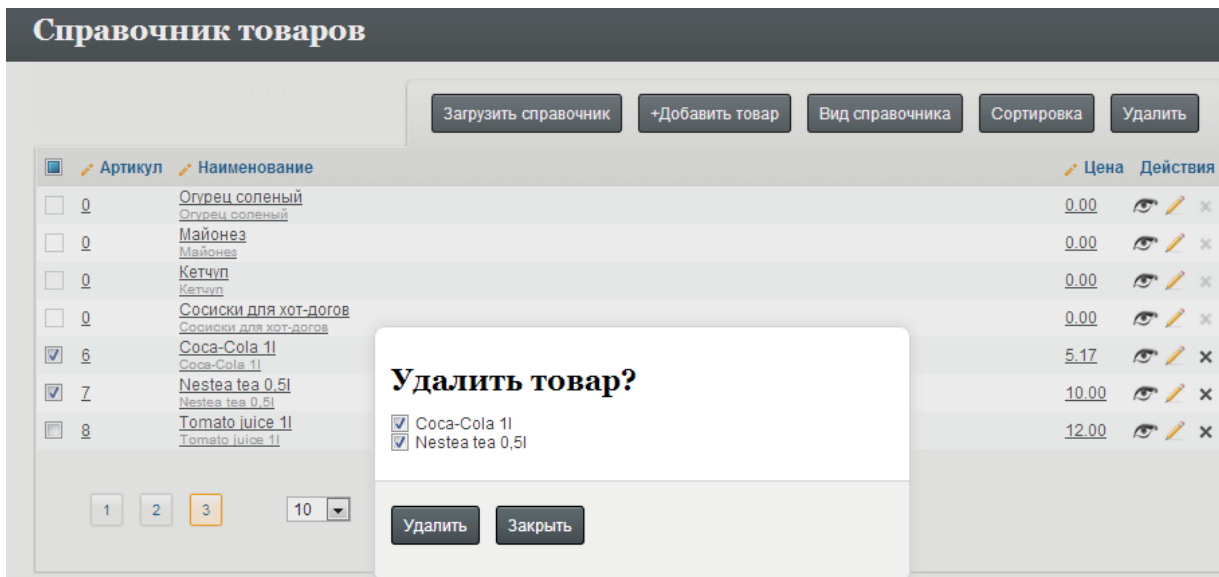 Справочник товаров
Загрузить справочник +Добавить товар Вид справочника Сортировка Удалить
Артикул Наименование Цена Действия
0 Огурец соленый 0.00
Огурец соленый
0 Майонез 0.00
Майонез
0 Кетчуп 0.00
Кетчуп
0 Сосиски для хот-догов 0.00
Сосиски для хот-догов
6 Coca-Cola 1l 5.17
Coca-Cola 1l
7 Nestea tea 0,5l 10.00
Nestea tea 0,5l
8 Tomato juice 1l 12.00
Tomato juice 1l
Удалить товар?
Coca-Cola 1l
Nestea tea 0,5l
1 2 3 10
Удалить Закрыть